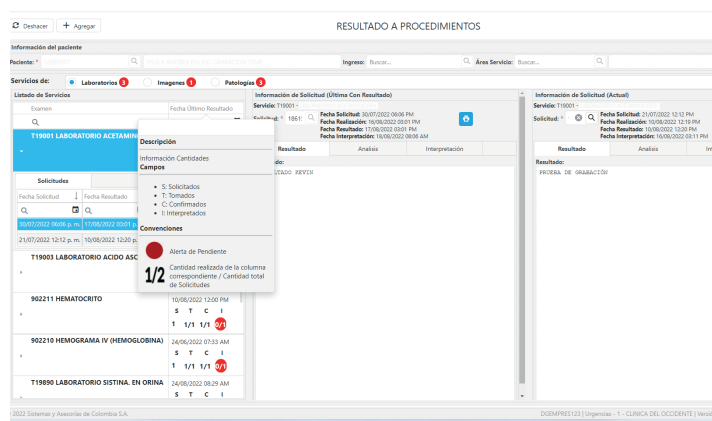 Deshacer + Agregar
RESULTADO A PROCEDIMIENTOS
Información del paciente
Paciente: *
Ingreso: Buscar...
Área Servicio: Buscar...
Servicios de: Laboratorios 3 Imagenes 1 Patologías 3
Listado de Servicios
Examen
Fecha Último Resultado
T19001 LABORATORIO ACETAMIN
Solicitudes
Fecha Solicitud
Fecha Resultado
30/07/2022 06:06 p. m. 17/08/2022 03:01 p.
21/07/2022 12:12 p. m. 10/08/2022 12:20 p.
T19003 LABORATORIO ACIDO ASC
902211 HEMATOCRITO
10/08/2022 12:00 PM
S T C I
1 1/1 1/1 0/1
902210 HEMOGRAMA IV (HEMOGLOBINA)
24/06/2022 07:33 AM
S T C I
1 1/1 1/1 0/1
T19890 LABORATORIO SISTINA. EN ORINA
24/08/2022 08:29 AM
S T C I
Descripción
Información Cantidades
Campos
• S: Solicitados
• T: Tomados
• C: Confirmados
• I: Interpretados
Convenciones
Alerta de Pendiente
1/2 Cantidad realizada de la columna
correspondiente / Cantidad total
de Solicitudes
Información de Solicitud (Última Con Resultado)
Servicio: T19001 -
Solicitud: * 1861
Fecha Solicitud: 30/07/2022 06:06 PM
Fecha Realización: 16/08/2022 03:01 PM
Fecha Resultado: 17/08/2022 03:01 PM
Fecha Interpretación: 18/08/2022 08:06 AM
Resultado Analisis Interpretación
do:
LTADO KEVIN
Información de Solicitud (Actual)
Servicio: T19001 -
Solicitud: *
Fecha Solicitud: 21/07/2022 12:12 PM
Fecha Realización: 10/08/2022 12:19 PM
Fecha Resultado: 10/08/2022 12:20 PM
Fecha Interpretación: 16/08/2022 03:11 PM
Resultado Analisis Int
Resultado:
PRUEBA DE GRABACIÓN
2022 Sistemas y Asesorías de Colombia S.A.
DGEMPRES123 | Urgencias - 1 - CLINICA DEL OCCIDENTE | Versió